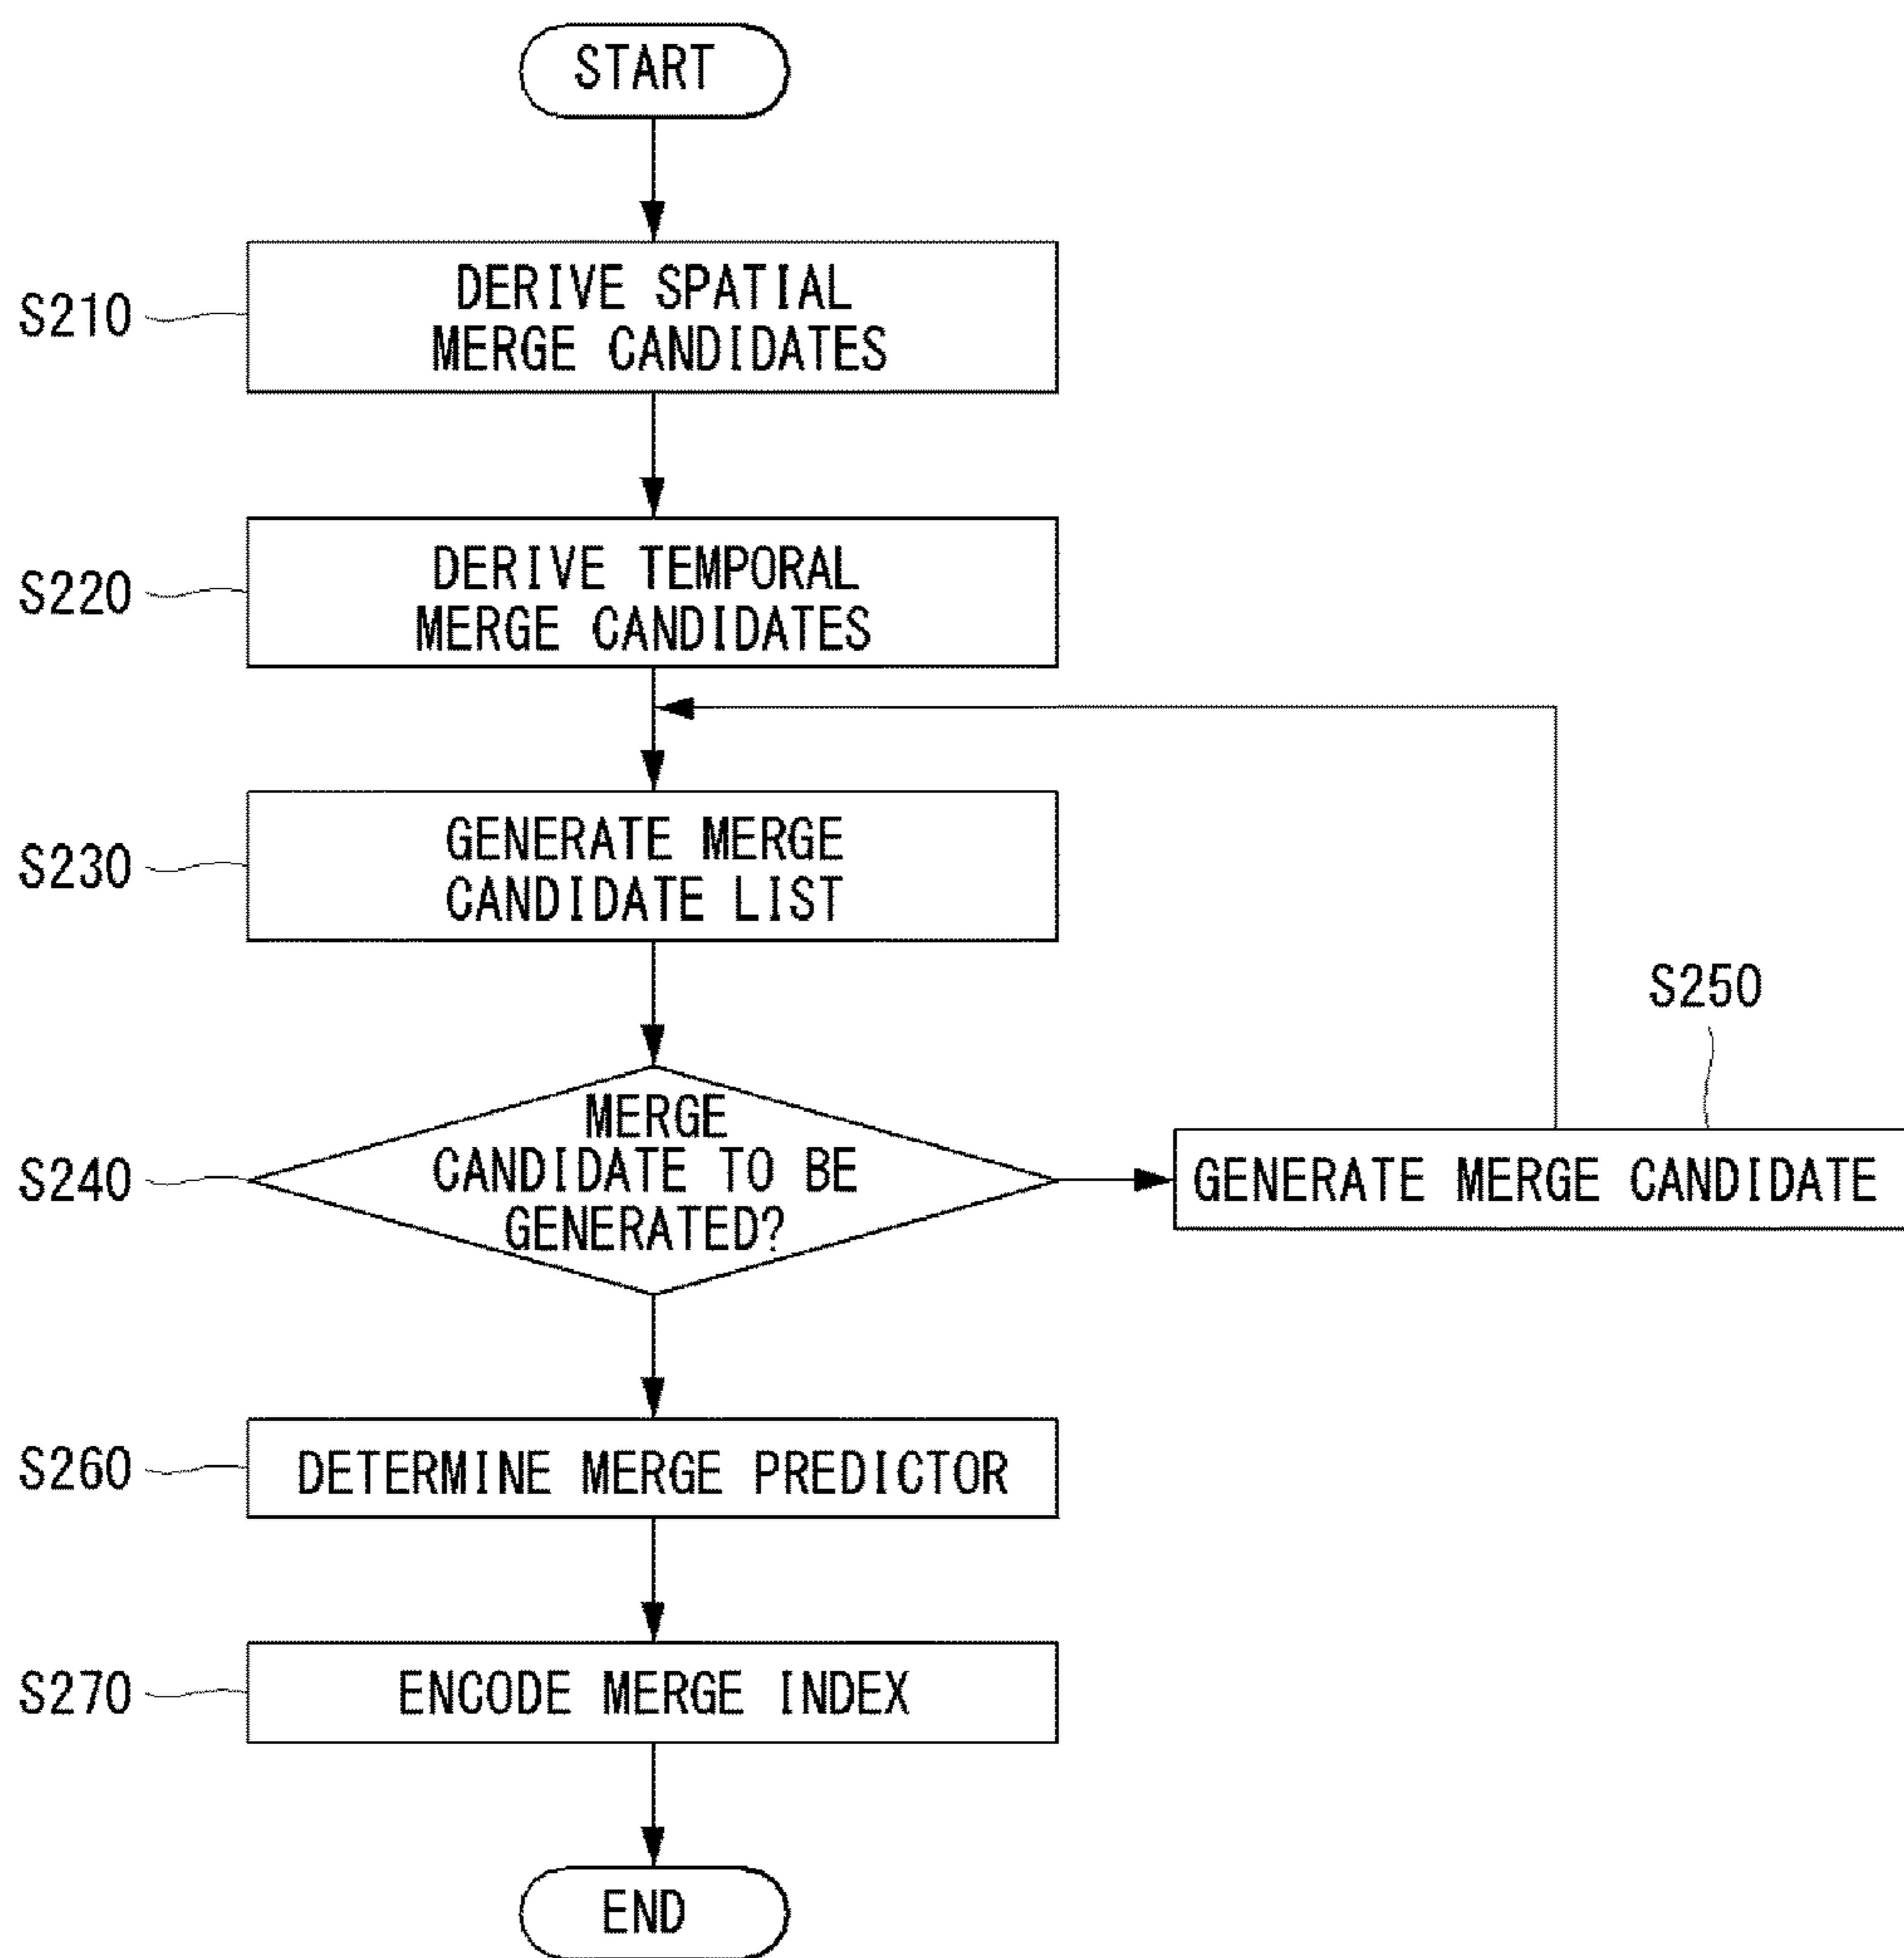 START
S210
DERIVE SPATIAL
MERGE CANDIDATES
S220
DERIVE TEMPORAL
MERGE CANDIDATES
S230
GENERATE MERGE
CANDIDATE LIST
S240
MERGE
CANDIDATE TO BE
GENERATED?
S250
GENERATE MERGE CANDIDATE
S260
DETERMINE MERGE PREDICTOR
S270
ENCODE MERGE INDEX
END